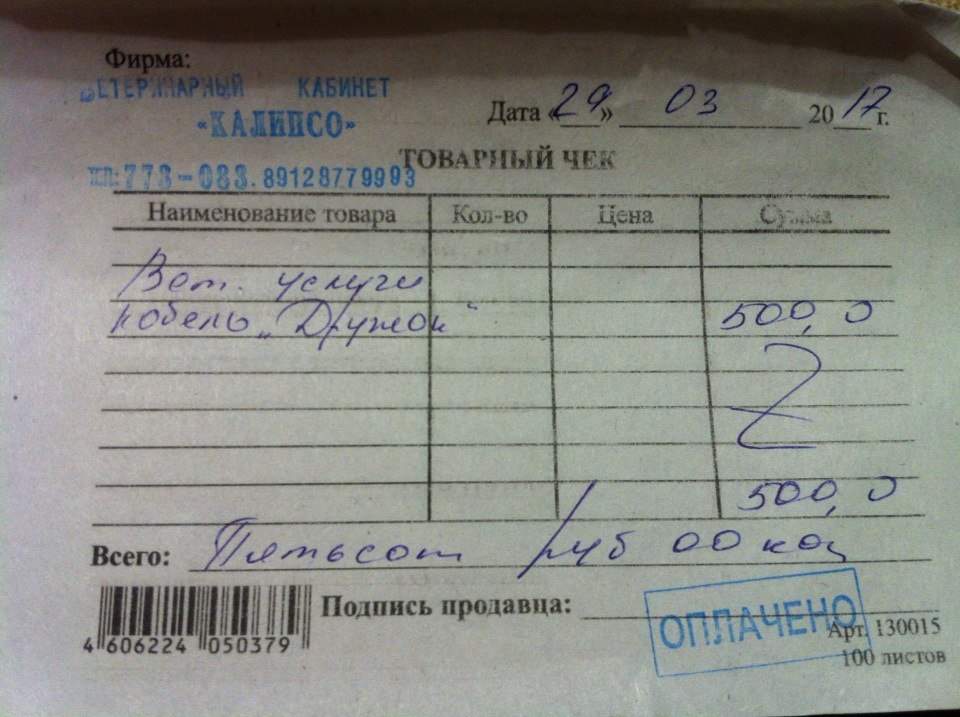 Фирма:
ВЕТЕРИНАРНЫЙ КАБИНЕТ
«КАЛИПСО»
Дата «29» 03 2017 г.
ТОВАРНЫЙ ЧЕК
тел: 773-083. 89128779993
Наименование товара Кол-во Цена Сумма
Вет. услуги
кобель „Дружок" 500,0
500,0
Всего: Пятьсот руб 00 коп
Подпись продавца:
ОПЛАЧЕНО
4 606224 050379
Арт. 130015
100 листов